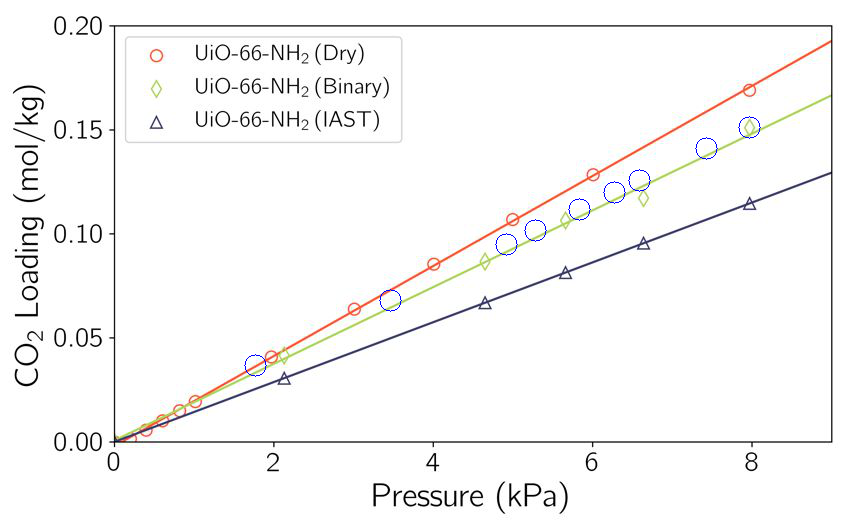 0.20
0.15
0.10
0.05
0.00
CO₂ Loading (mol/kg)
UiO-66-NH₂ (Dry)
UiO-66-NH₂ (Binary)
UiO-66-NH₂ (IAST)
0 2 4 6 8
Pressure (kPa)